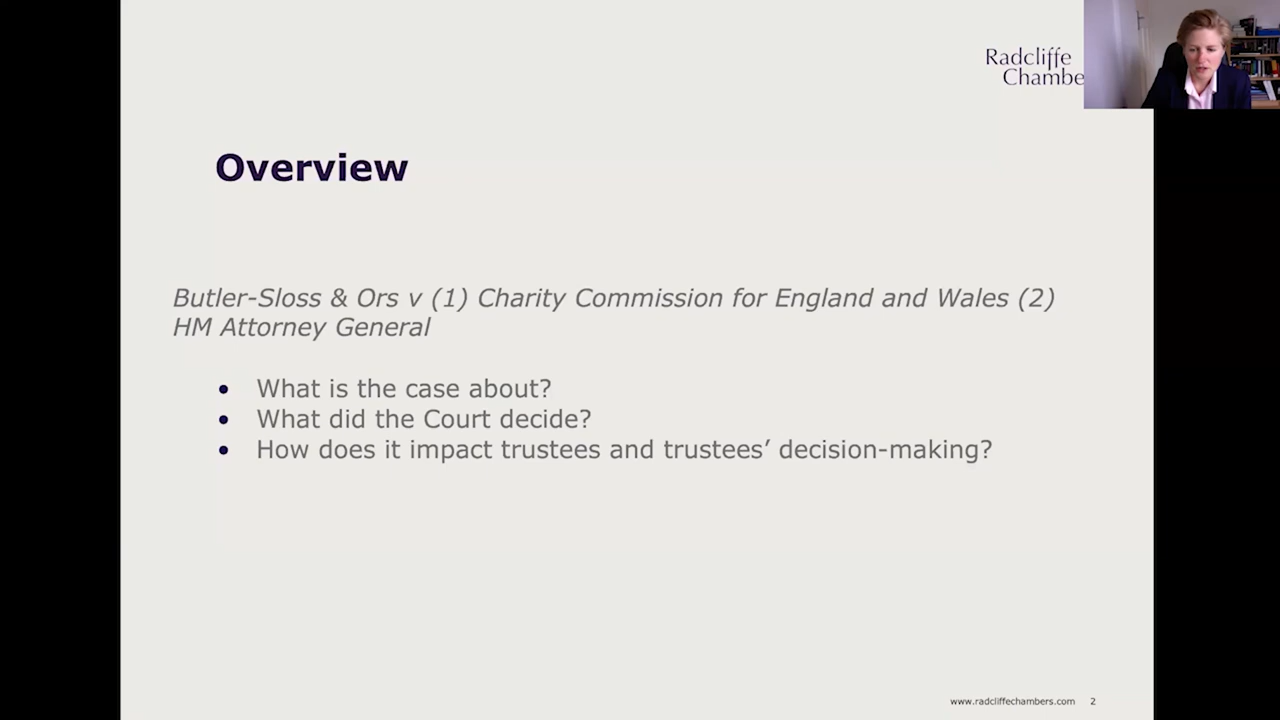 Radcliffe
Chambe
Overview
Butler-Sloss & Ors v (1) Charity Commission for England and Wales (2)
HM Attorney General
• What is the case about?
• What did the Court decide?
• How does it impact trustees and trustees’ decision-making?
www.radcliffechambers.com 2